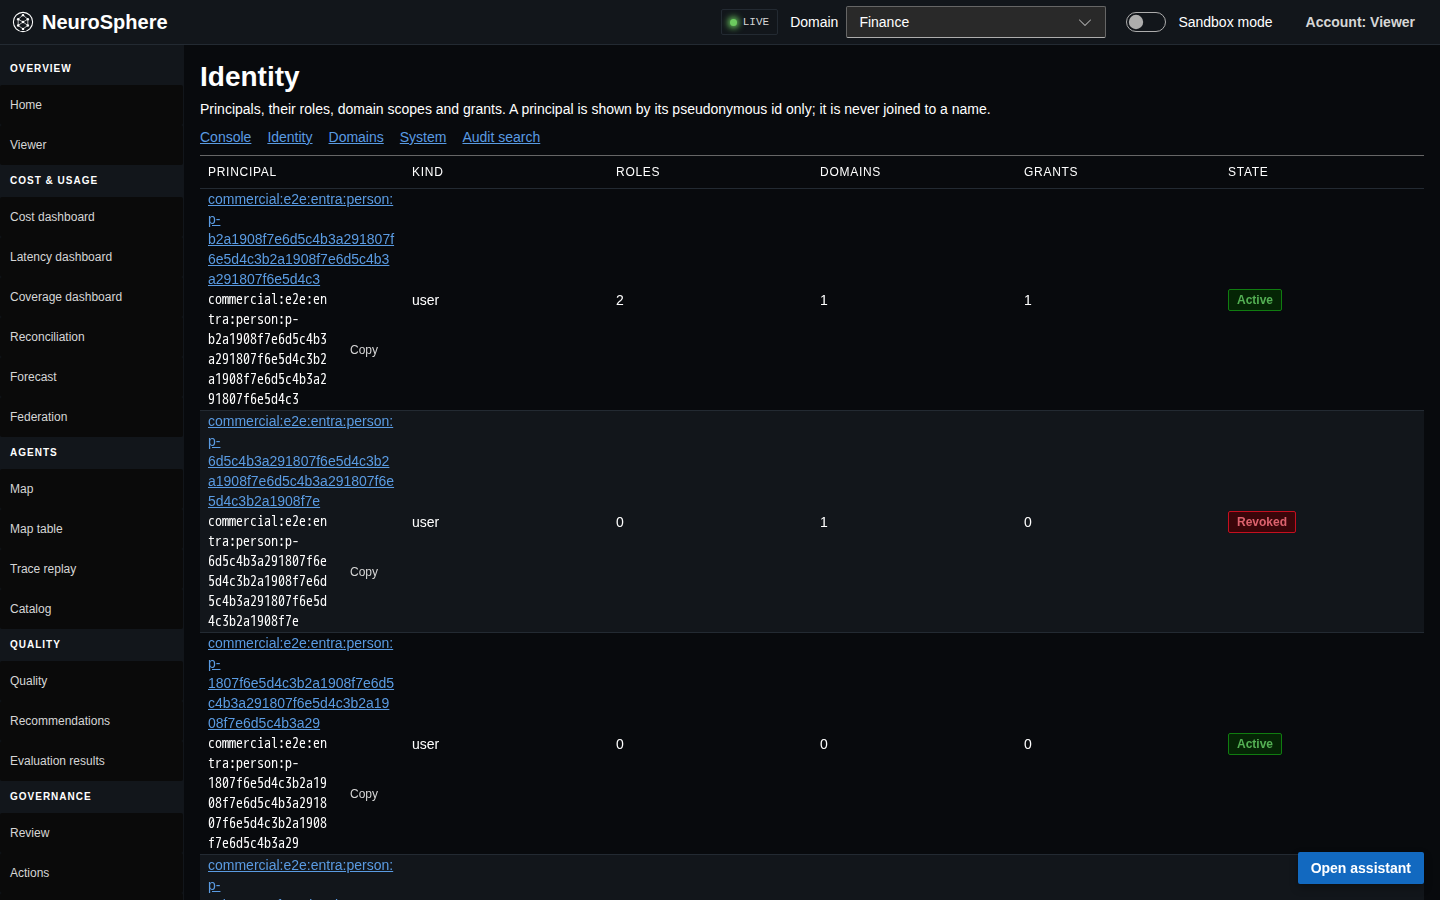 NeuroSphere
LIVE
Domain
Finance
Sandbox mode
Account: Viewer
OVERVIEW
Home
Viewer
COST & USAGE
Cost dashboard
Latency dashboard
Coverage dashboard
Reconciliation
Forecast
Federation
AGENTS
Map
Map table
Trace replay
Catalog
QUALITY
Quality
Recommendations
Evaluation results
GOVERNANCE
Review
Actions
Identity
Principals, their roles, domain scopes and grants. A principal is shown by its pseudonymous id only; it is never joined to a name.
Console Identity Domains System Audit search
PRINCIPAL KIND ROLES DOMAINS GRANTS STATE
commercial:e2e:entra:person:
p-
b2a1908f7e6d5c4b3a291807f
6e5d4c3b2a1908f7e6d5c4b3
a291807f6e5d4c3
commercial:e2e:en
tra:person:p-
b2a1908f7e6d5c4b3
a291807f6e5d4c3b2
a1908f7e6d5c4b3a2
91807f6e5d4c3
Copy
user 2 1 1 Active
commercial:e2e:entra:person:
p-
6d5c4b3a291807f6e5d4c3b2
a1908f7e6d5c4b3a291807f6e
5d4c3b2a1908f7e
commercial:e2e:en
tra:person:p-
6d5c4b3a291807f6e
5d4c3b2a1908f7e6d
5c4b3a291807f6e5d
4c3b2a1908f7e
Copy
user 0 1 0 Revoked
commercial:e2e:entra:person:
p-
1807f6e5d4c3b2a1908f7e6d5
c4b3a291807f6e5d4c3b2a19
08f7e6d5c4b3a29
commercial:e2e:en
tra:person:p-
1807f6e5d4c3b2a19
08f7e6d5c4b3a2918
07f6e5d4c3b2a1908
f7e6d5c4b3a29
Copy
user 0 0 0 Active
commercial:e2e:entra:person:
p-
Open assistant